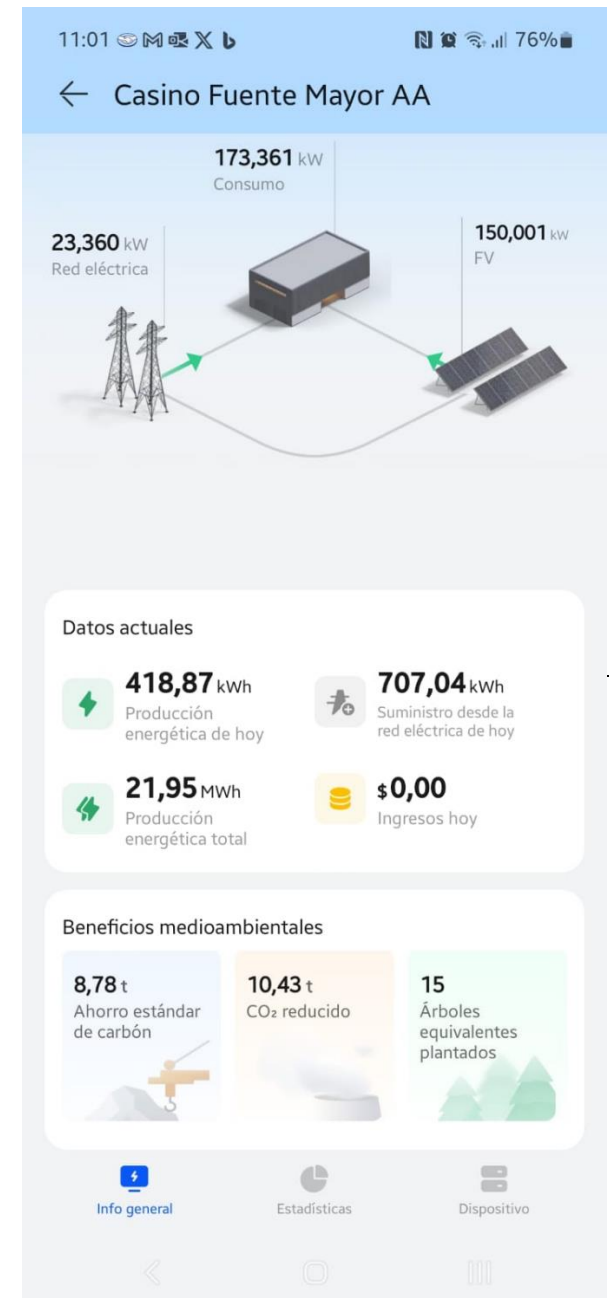 11:01
76%
Casino Fuente Mayor AA
173,361 kW
Consumo
23,360 kW
Red eléctrica
150,001 kW
FV
Datos actuales
418,87 kWh
Producción
energética de hoy
707,04 kWh
Suministro desde la
red eléctrica de hoy
21,95 MWh
Producción
energética total
$0,00
Ingresos hoy
Beneficios medioambientales
8,78 t
Ahorro estándar
de carbón
10,43 t
CO₂ reducido
15
Árboles
equivalentes
plantados
Info general
Estadísticas
Dispositivo